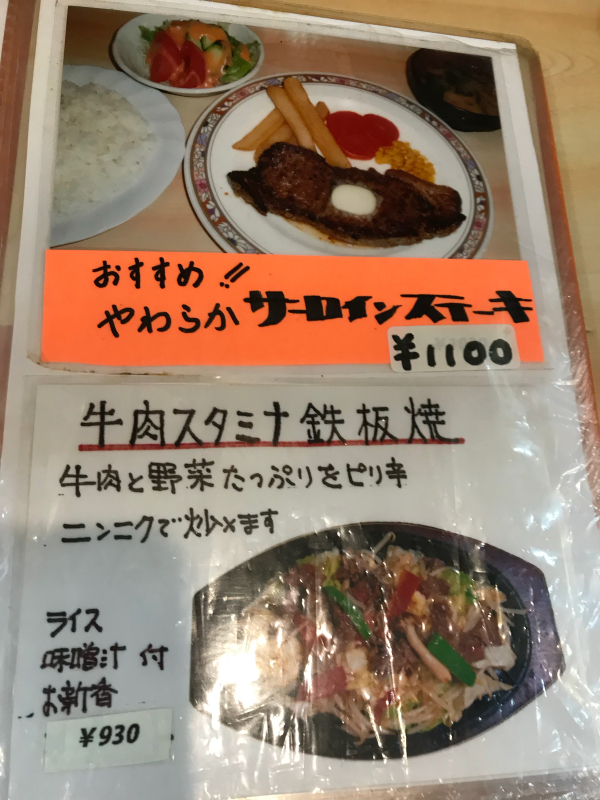 おすすめ!!
やわらかサーロインステーキ
¥1100
牛肉スタミナ鉄板焼
牛肉と野菜たっぷりをピリ辛
ニンニクで炒めます
ライス
味噌汁 付
お新香
¥930